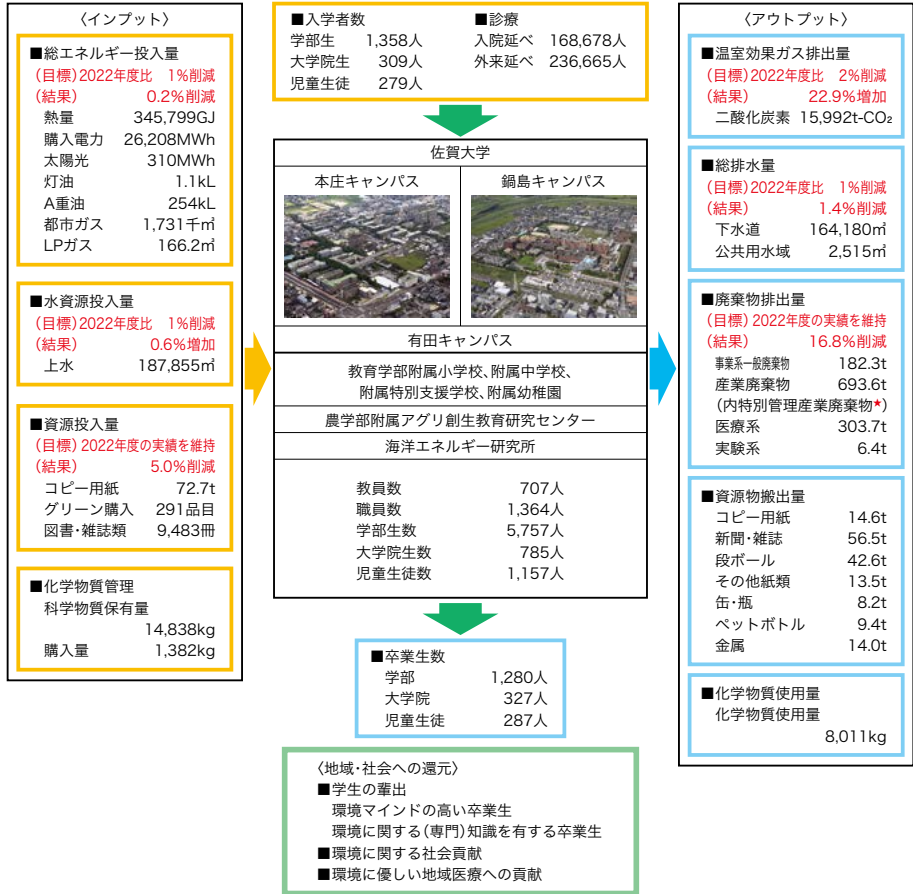 〈インプット〉
■総エネルギー投入量
(目標)2022年度比 1%削減
(結果) 0.2%削減
熱量 345,799GJ
購入電力 26,208MWh
太陽光 310MWh
灯油 1.1kL
A重油 254kL
都市ガス 1,731千㎥
LPガス 166.2㎥
■水資源投入量
(目標)2022年度比 1%削減
(結果) 0.6%増加
上水 187,855㎥
■資源投入量
(目標)2022年度の実績を維持
(結果) 5.0%削減
コピー用紙 72.7t
グリーン購入 291品目
図書・雑誌類 9,483冊
■化学物質管理
科学物質保有量
14,838kg
購入量 1,382kg
■入学者数 ■診療
学部生 1,358人 入院延べ 168,678人
大学院生 309人 外来延べ 236,665人
児童生徒 279人
佐賀大学
本庄キャンパス 鍋島キャンパス
有田キャンパス
教育学部附属小学校、附属中学校、
附属特別支援学校、附属幼稚園
農学部附属アグリ創生教育研究センター
海洋エネルギー研究所
教員数 707人
職員数 1,364人
学部生数 5,757人
大学院生数 785人
児童生徒数 1,157人
■卒業生数
学部 1,280人
大学院 327人
児童生徒 287人
〈地域・社会への還元〉
■学生の輩出
環境マインドの高い卒業生
環境に関する(専門)知識を有する卒業生
■環境に関する社会貢献
■環境に優しい地域医療への貢献
〈アウトプット〉
■温室効果ガス排出量
(目標)2022年度比 2%削減
(結果) 22.9%増加
二酸化炭素 15,992t-CO₂
■総排水量
(目標)2022年度比 1%削減
(結果) 1.4%削減
下水道 164,180㎥
公共用水域 2,515㎥
■廃棄物排出量
(目標)2022年度の実績を維持
(結果) 16.8%削減
事業系一般廃棄物 182.3t
産業廃棄物 693.6t
(内特別管理産業廃棄物★)
医療系 303.7t
実験系 6.4t
■資源物搬出量
コピー用紙 14.6t
新聞・雑誌 56.5t
段ボール 42.6t
その他紙類 13.5t
缶・瓶 8.2t
ペットボトル 9.4t
金属 14.0t
■化学物質使用量
化学物質使用量
8,011kg